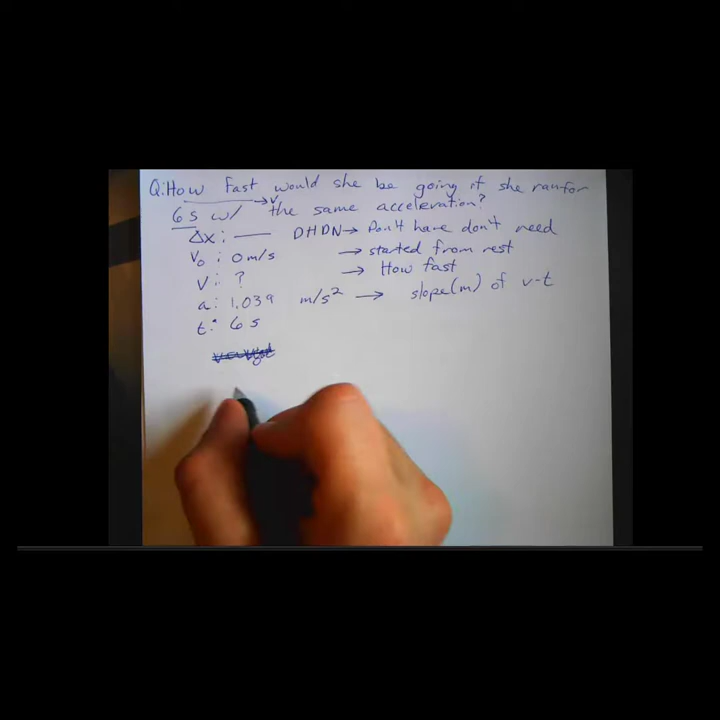 Q: How Fast would she be going if she ran for
v
6 s w/ the same acceleration?
Δx: — DHDN → Don't have don't need
v₀: 0 m/s → started from rest
v: ? → How fast
a: 1.039 m/s² → slope(m) of v-t
t: 6 s